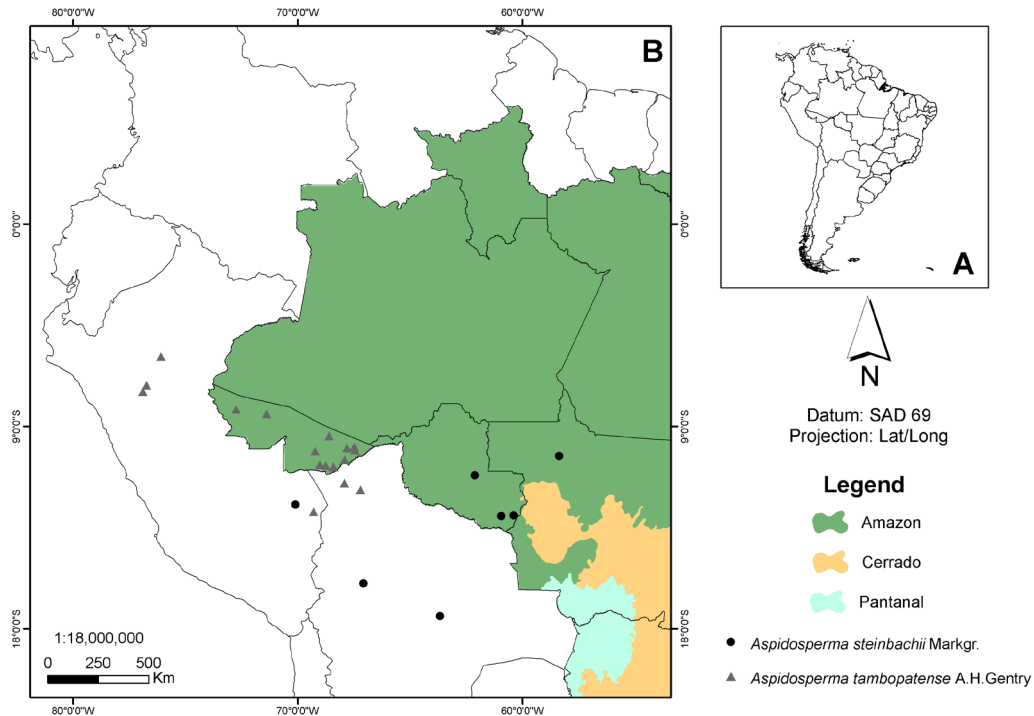 80°0'0"W 70°0'0"W 60°0'0"W
B
0°0'0"
9°0'0"S
18°0'0"S
0°0'0"
9°0'0"S
18°0'0"S
1:18,000,000
0 250 500
Km
80°0'0"W 70°0'0"W 60°0'0"W
A
N
Datum: SAD 69
Projection: Lat/Long
Legend
Amazon
Cerrado
Pantanal
Aspidosperma steinbachii Markgr.
Aspidosperma tambopatense A.H.Gentry